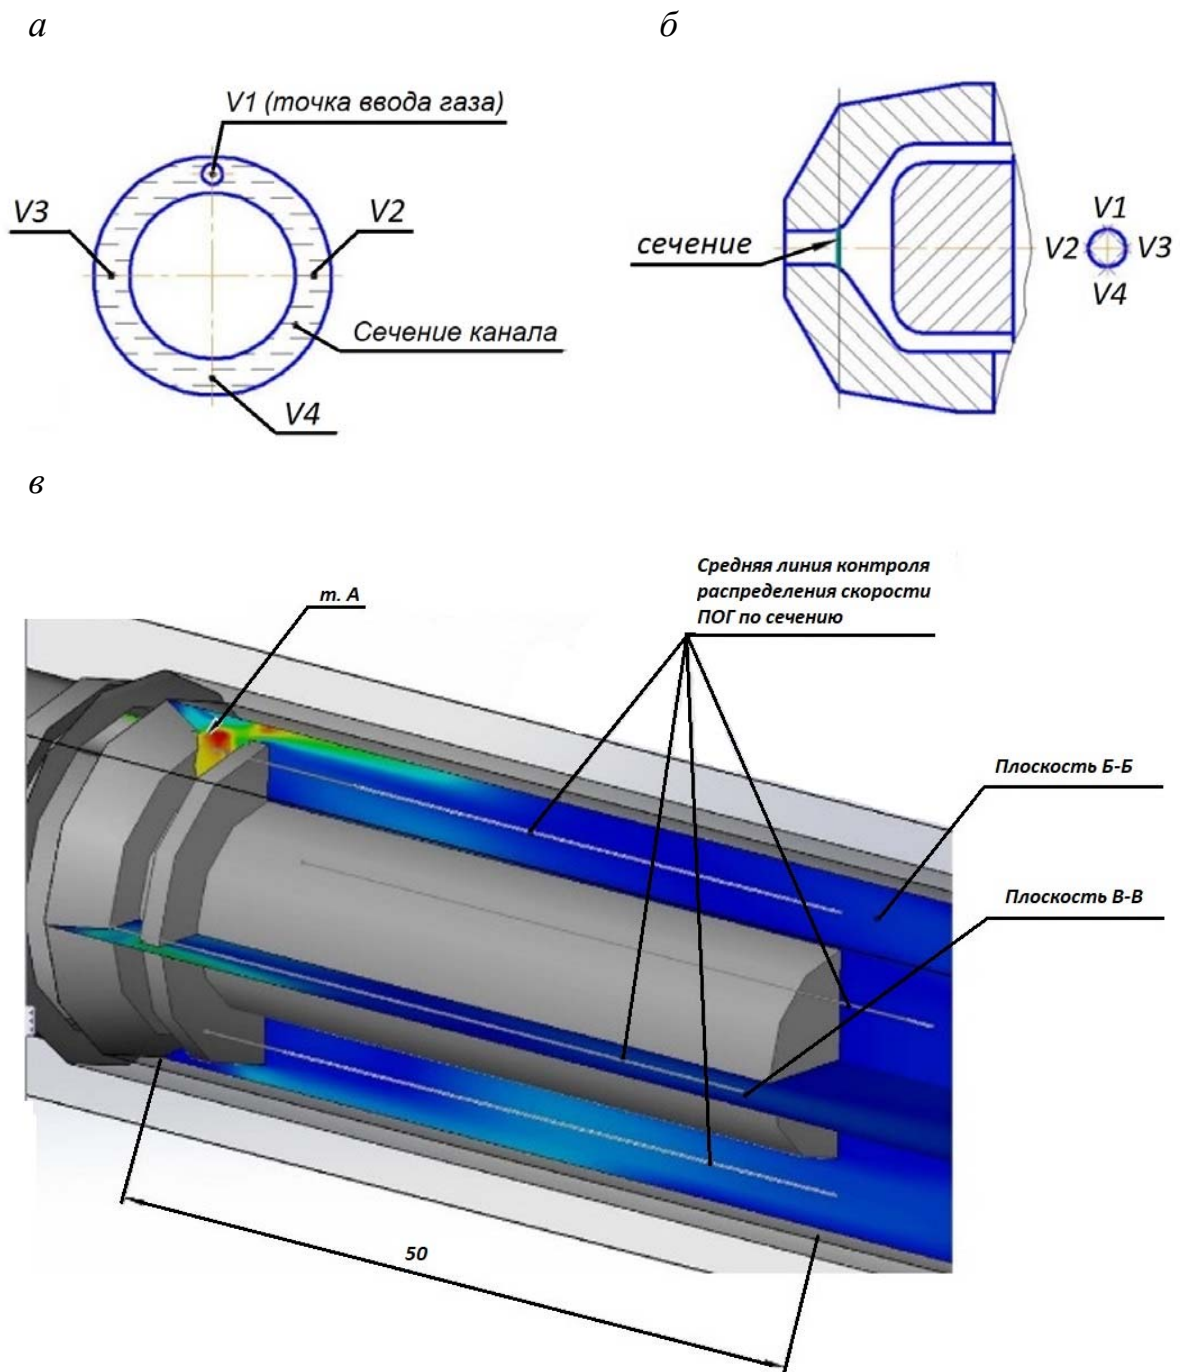 а
б
V1 (точка ввода газа)
V3
V2
Сечение канала
V4
сечение
V1
V2
V3
V4
в
Средняя линия контроля
распределения скорости
ПОГ по сечению
т. А
Плоскость Б-Б
Плоскость В-В
50